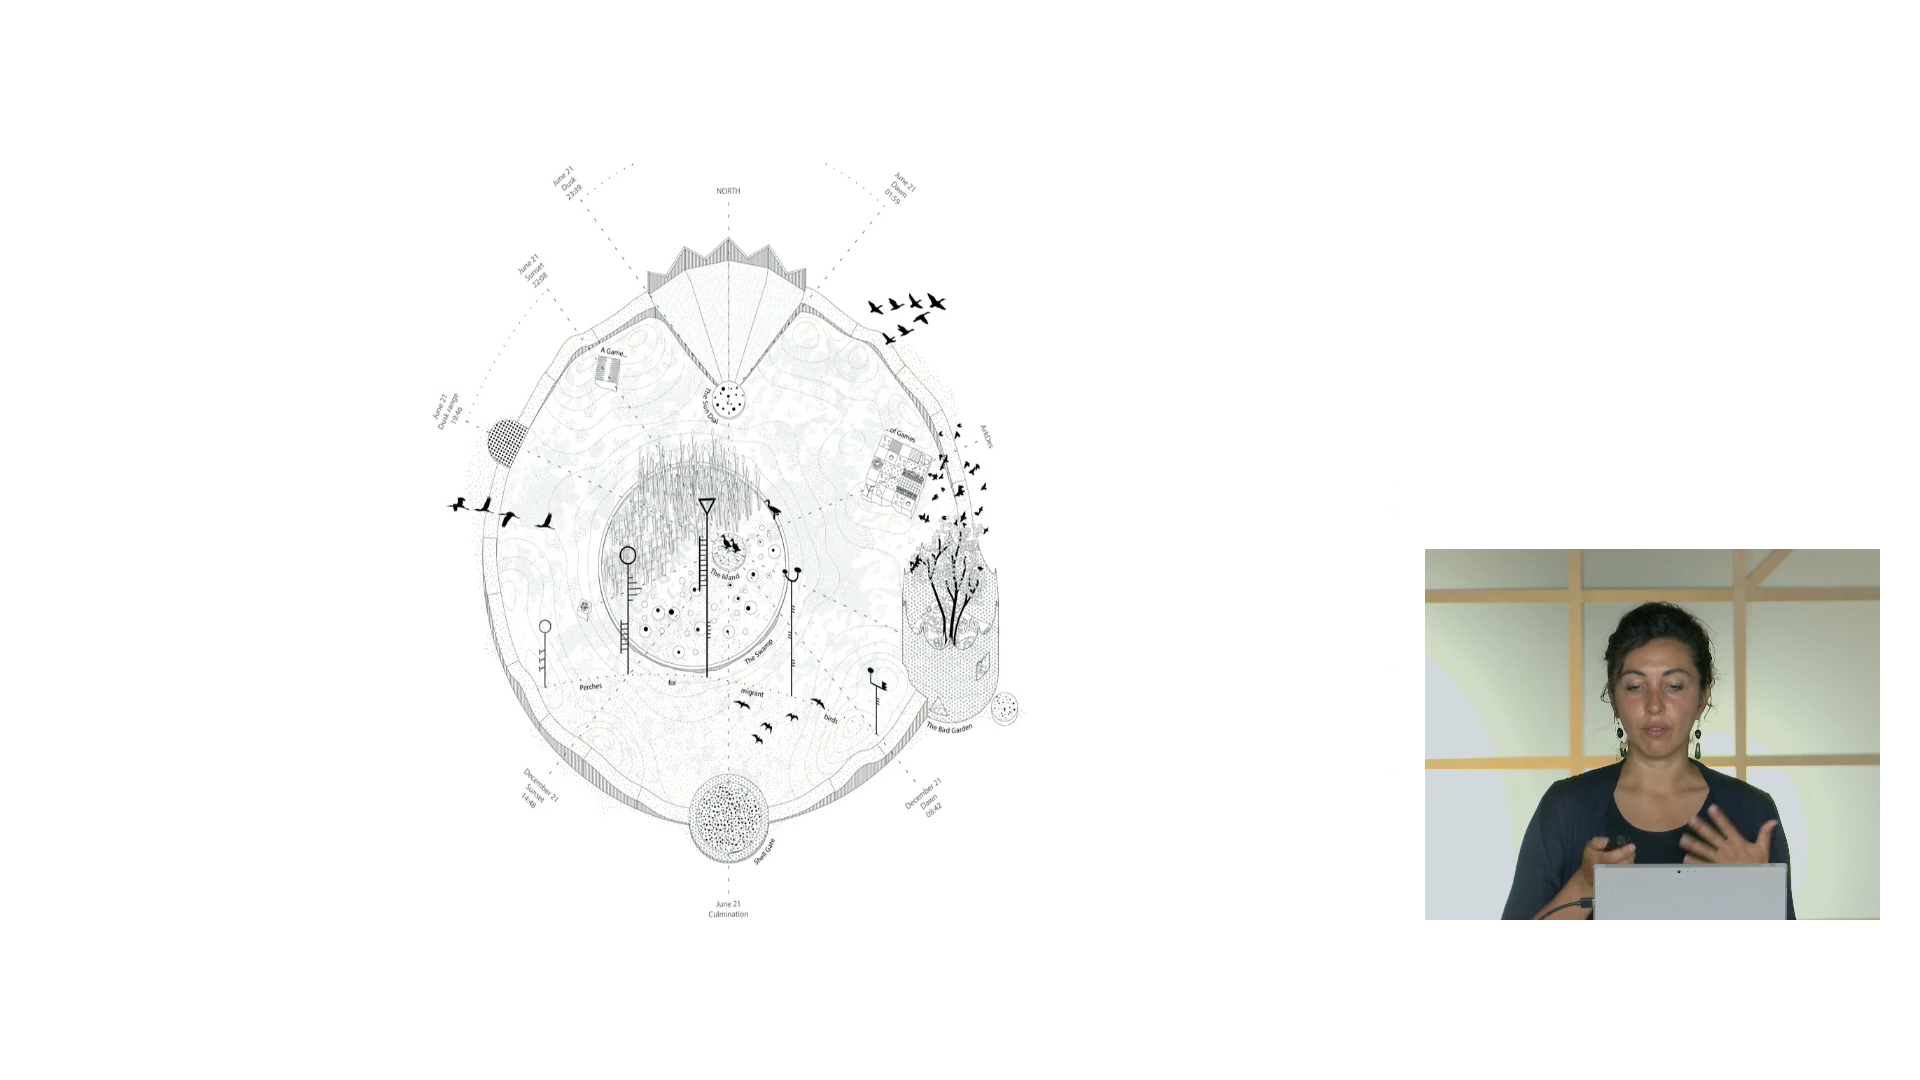 June 21
Dusk
23:39
NORTH
June 21
Dawn
01:59
June 21
Sunset
22:08
A Game...
June 21
Dusk range
19:46
The Sun Dial
...of Games
ArkDes
The Island
The Swamp
Perches
for
migrant
birds
The Bird Garden
December 21
Sunset
14:48
December 21
Dawn
08:42
Shell Gate
June 21
Culmination